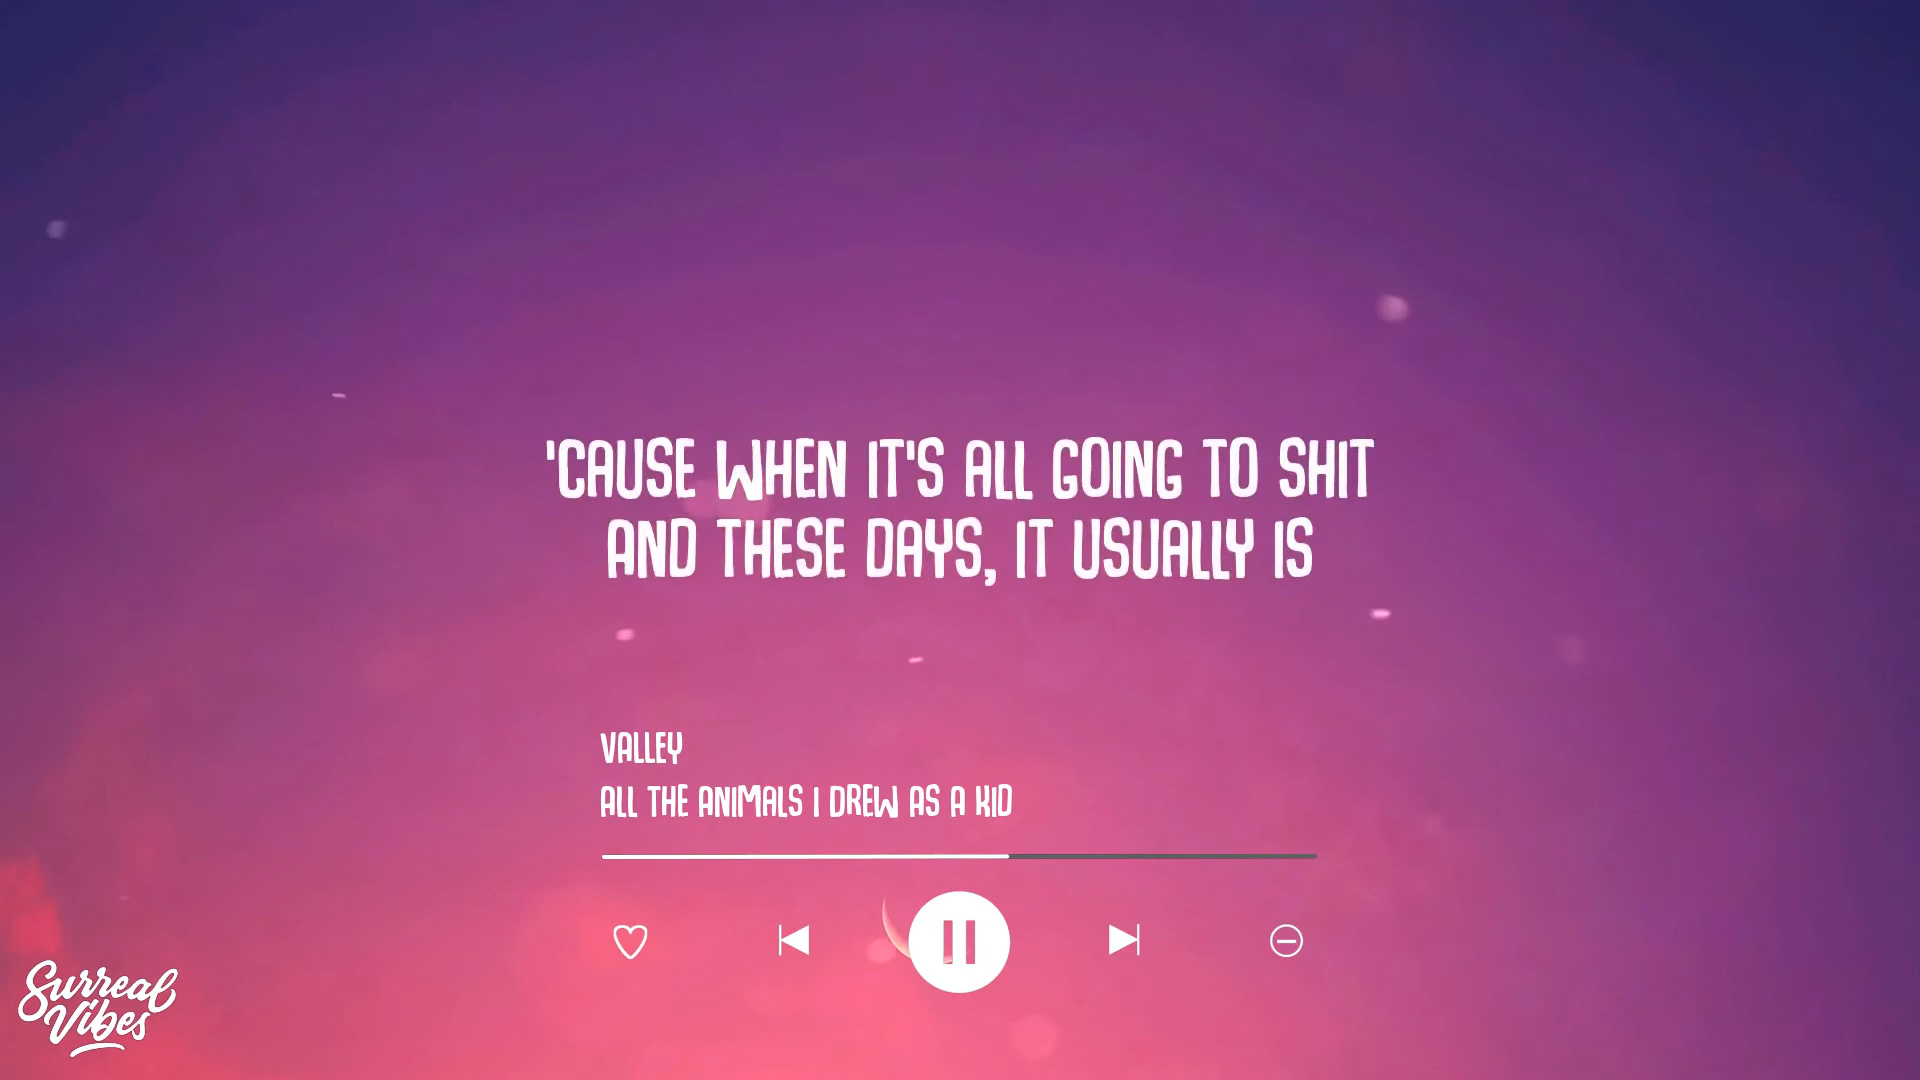 'CAUSE WHEN IT'S ALL GOING TO SHIT
AND THESE DAYS, IT USUALLY IS
VALLEY
ALL THE ANIMALS I DREW AS A KID
Surreal
Vibes